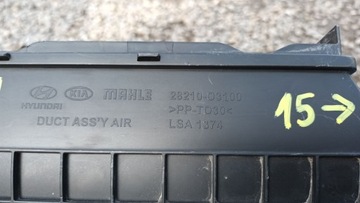 KIA MAHLE 28210-D3100
HYUNDAI >PP-TD30<
DUCT ASS'Y AIR LSA 1374
15→